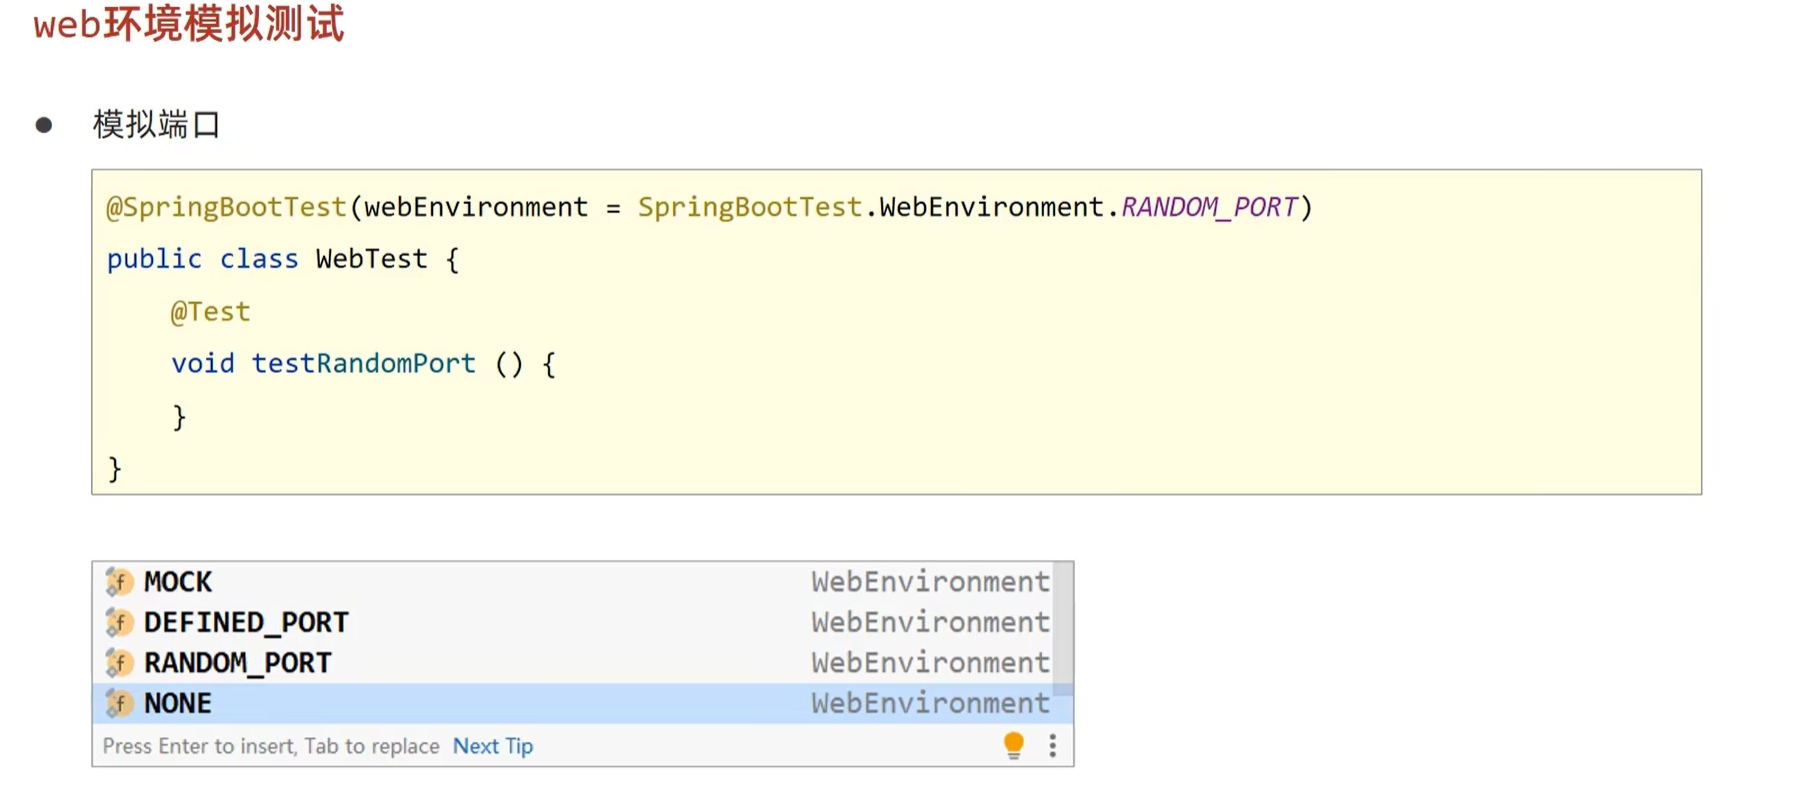 web环境模拟测试
● 模拟端口
@SpringBootTest(webEnvironment = SpringBootTest.WebEnvironment.RANDOM_PORT)
public class WebTest {
    @Test
    void testRandomPort () {
    }
}
MOCK WebEnvironment
DEFINED_PORT WebEnvironment
RANDOM_PORT WebEnvironment
NONE WebEnvironment
Press Enter to insert, Tab to replace Next Tip